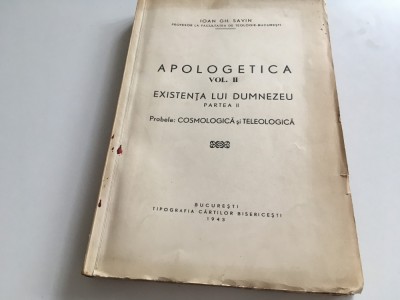 IOAN GH. SAVIN
PROFESOR LA FACULTATEA DE TEOLOGIE-BUCUREȘTI
APOLOGETICA
VOL. II
EXISTENȚA LUI DUMNEZEU
PARTEA II
Probele: COSMOLOGICĂ și TELEOLOGICĂ
BUCUREȘTI
TIPOGRAFIA CĂRȚILOR BISERICEȘTI